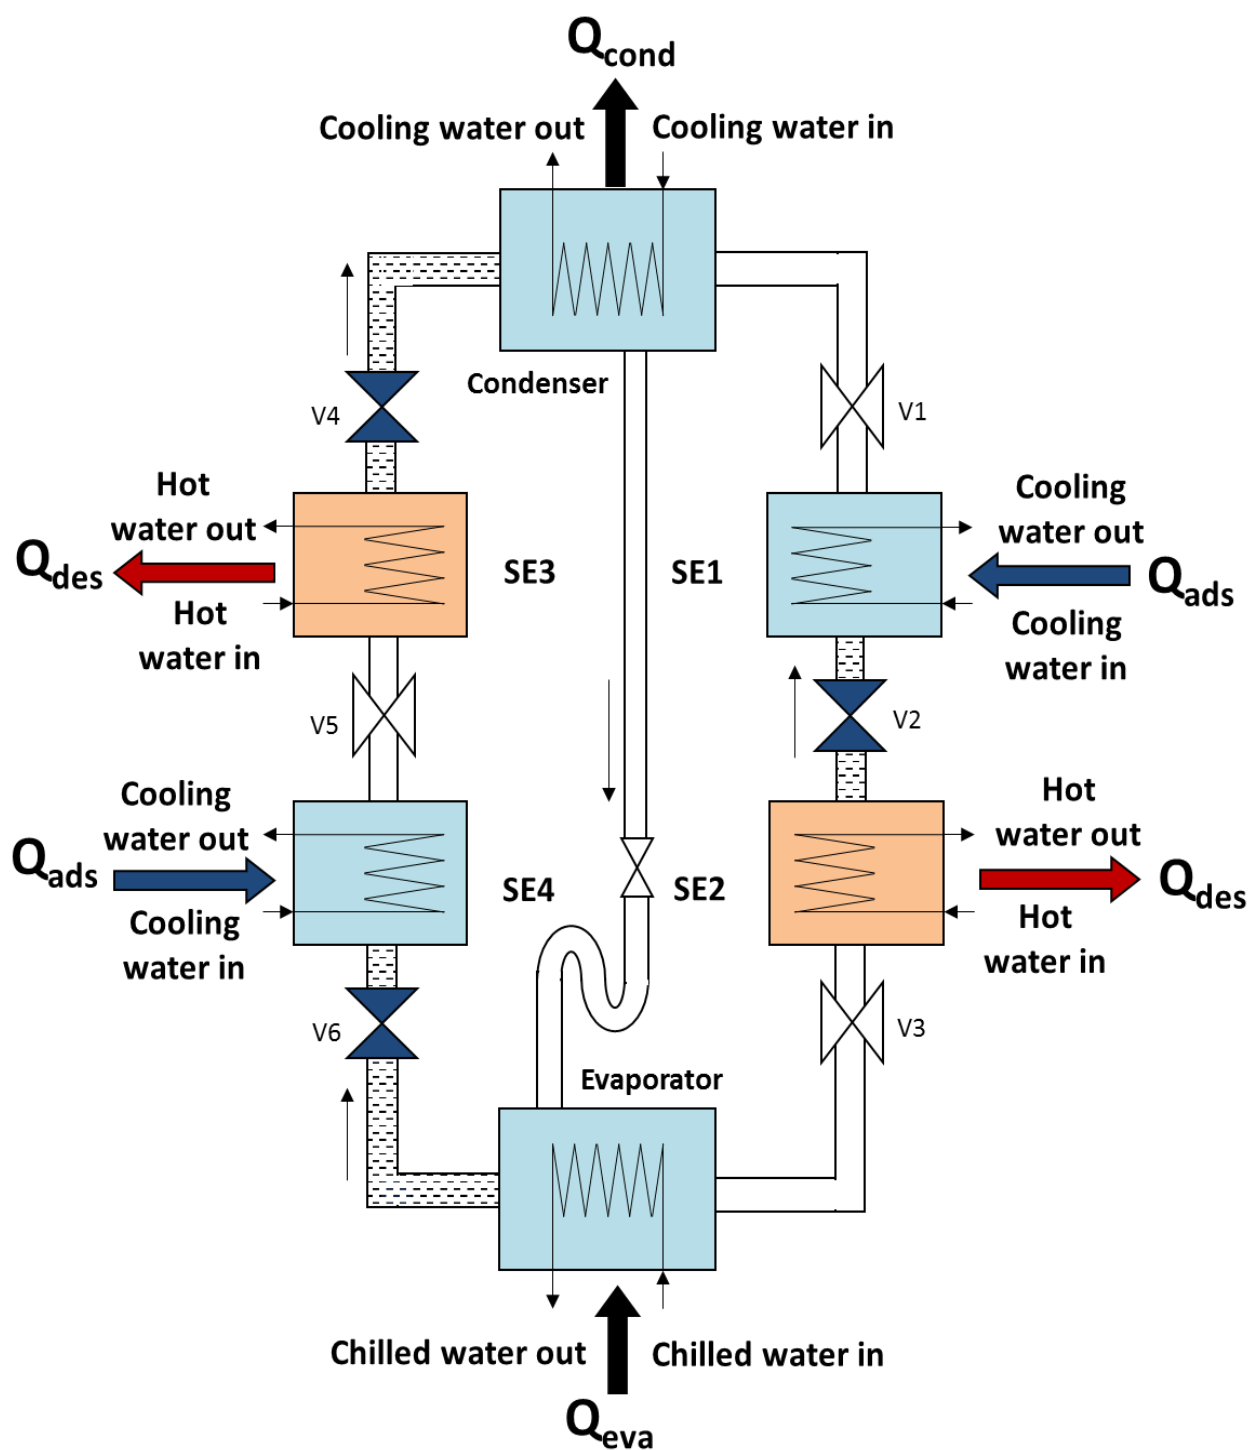 Qcond
Cooling water out
Cooling water in
Condenser
V4
V1
Hot
water out
Qdes
Hot
water in
SE3
SE1
Cooling
water out
Qads
Cooling
water in
V5
V2
Cooling
water out
Qads
Cooling
water in
SE4
SE2
Hot
water out
Qdes
Hot
water in
V6
V3
Evaporator
Chilled water out
Chilled water in
Qeva